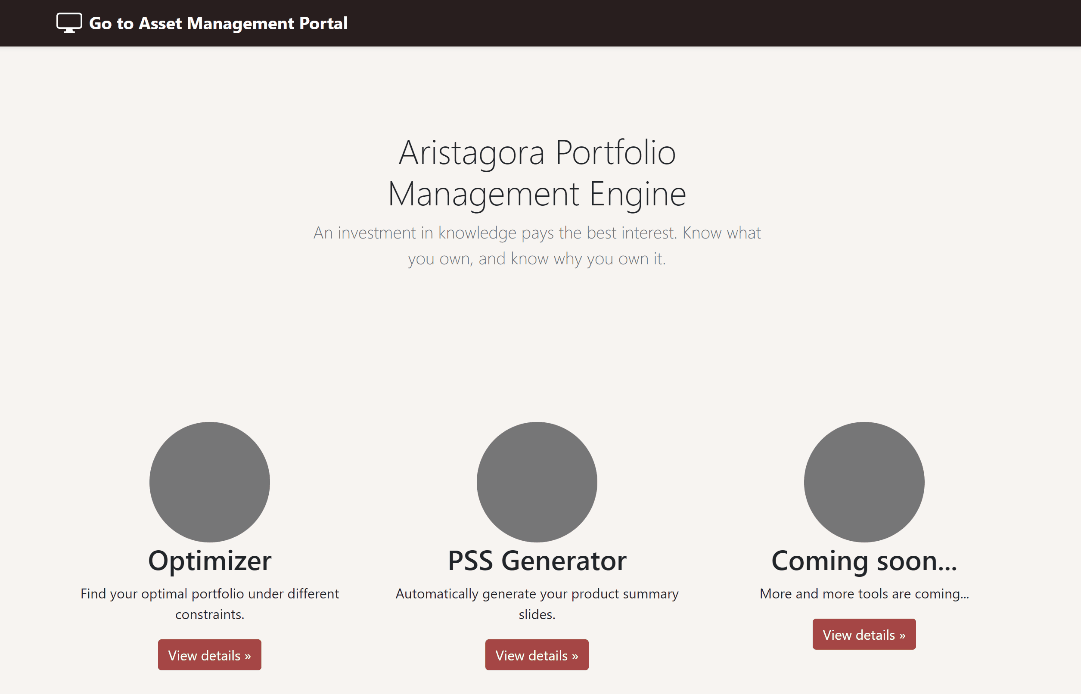 Go to Asset Management Portal
Aristagora Portfolio
Management Engine
An investment in knowledge pays the best interest. Know what
you own, and know why you own it.
Optimizer
Find your optimal portfolio under different
constraints.
View details »
PSS Generator
Automatically generate your product summary
slides.
View details »
Coming soon...
More and more tools are coming...
View details »